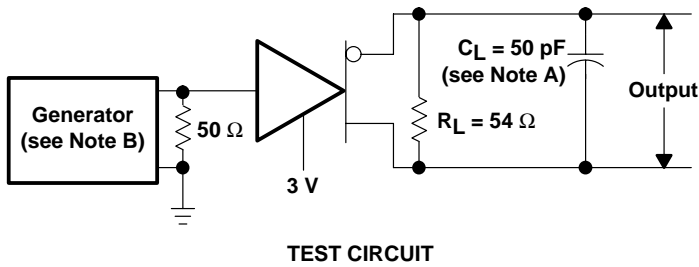 C_L = 50 pF
(see Note A)
Output
Generator
(see Note B)
50 Ω
R_L = 54 Ω
3 V
TEST CIRCUIT